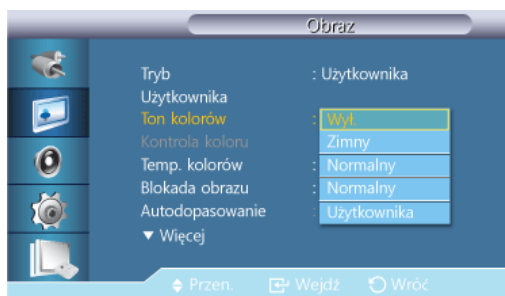 Obraz
Tryb : Użytkownika
Użytkownika
Ton kolorów : Wył.
Kontrola koloru Zimny
Temp. kolorów : Normalny
Blokada obrazu : Normalny
Autodopasowanie : Użytkownika
▼ Więcej
Przen. Wejdź Wróć